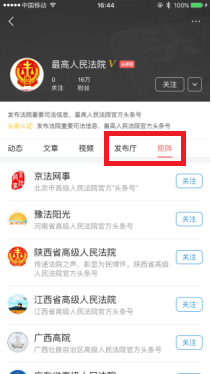 中国移动 16:44 100%
最高人民法院 V
0 16万
关注 粉丝
关注
发布法院重要司法信息，最高人民法院官方头条号
头条认证: 发布法院重要司法信息，最高人民法院官方头条号
动态 文章 视频 发布厅 矩阵
京法网事
北京市高级人民法院官方“头条号”
关注
豫法阳光
河南省高级人民法院官方头条号
关注
陕西省高级人民法院
传递法院之声，彰显为民情怀。陕西省高级人民法院官方头条号
关注
江西省高级人民法院
江西省高级人民法院官方头条号
关注
广西高院
广西壮族自治区高级人民法院官方头条号
关注